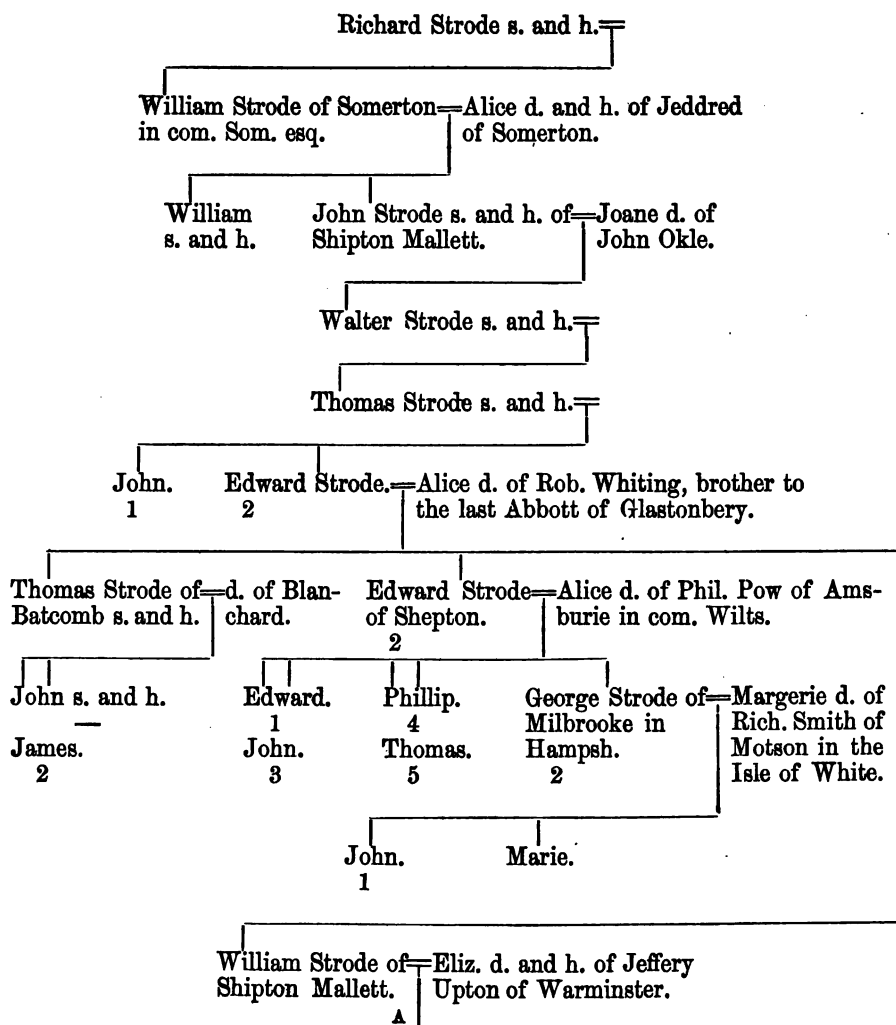 Richard Strode s. and h.
William Strode of Somerton Alice d. and h. of Jeddred
in com. Som. esq. of Somerton.
William John Strode s. and h. of Joane d. of
s. and h. Shipton Mallett. John Okle.
Walter Strode s. and h.
Thomas Strode s. and h.
John. Edward Strode. Alice d. of Rob. Whiting, brother to
1 2 the last Abbott of Glastonbery.
Thomas Strode of d. of Blan- Edward Strode Alice d. of Phil. Pow of Ams-
Batcomb s. and h. chard. of Shepton. burie in com. Wilts.
2
John s. and h. Edward. Phillip. George Strode of Margerie d. of
1 4 Milbrooke in Rich. Smith of
James. John. Thomas. Hampsh. Motson in the
2 3 5 2 Isle of White.
John. Marie.
1
William Strode of Eliz. d. and h. of Jeffery
Shipton Mallett. Upton of Warminster.
A